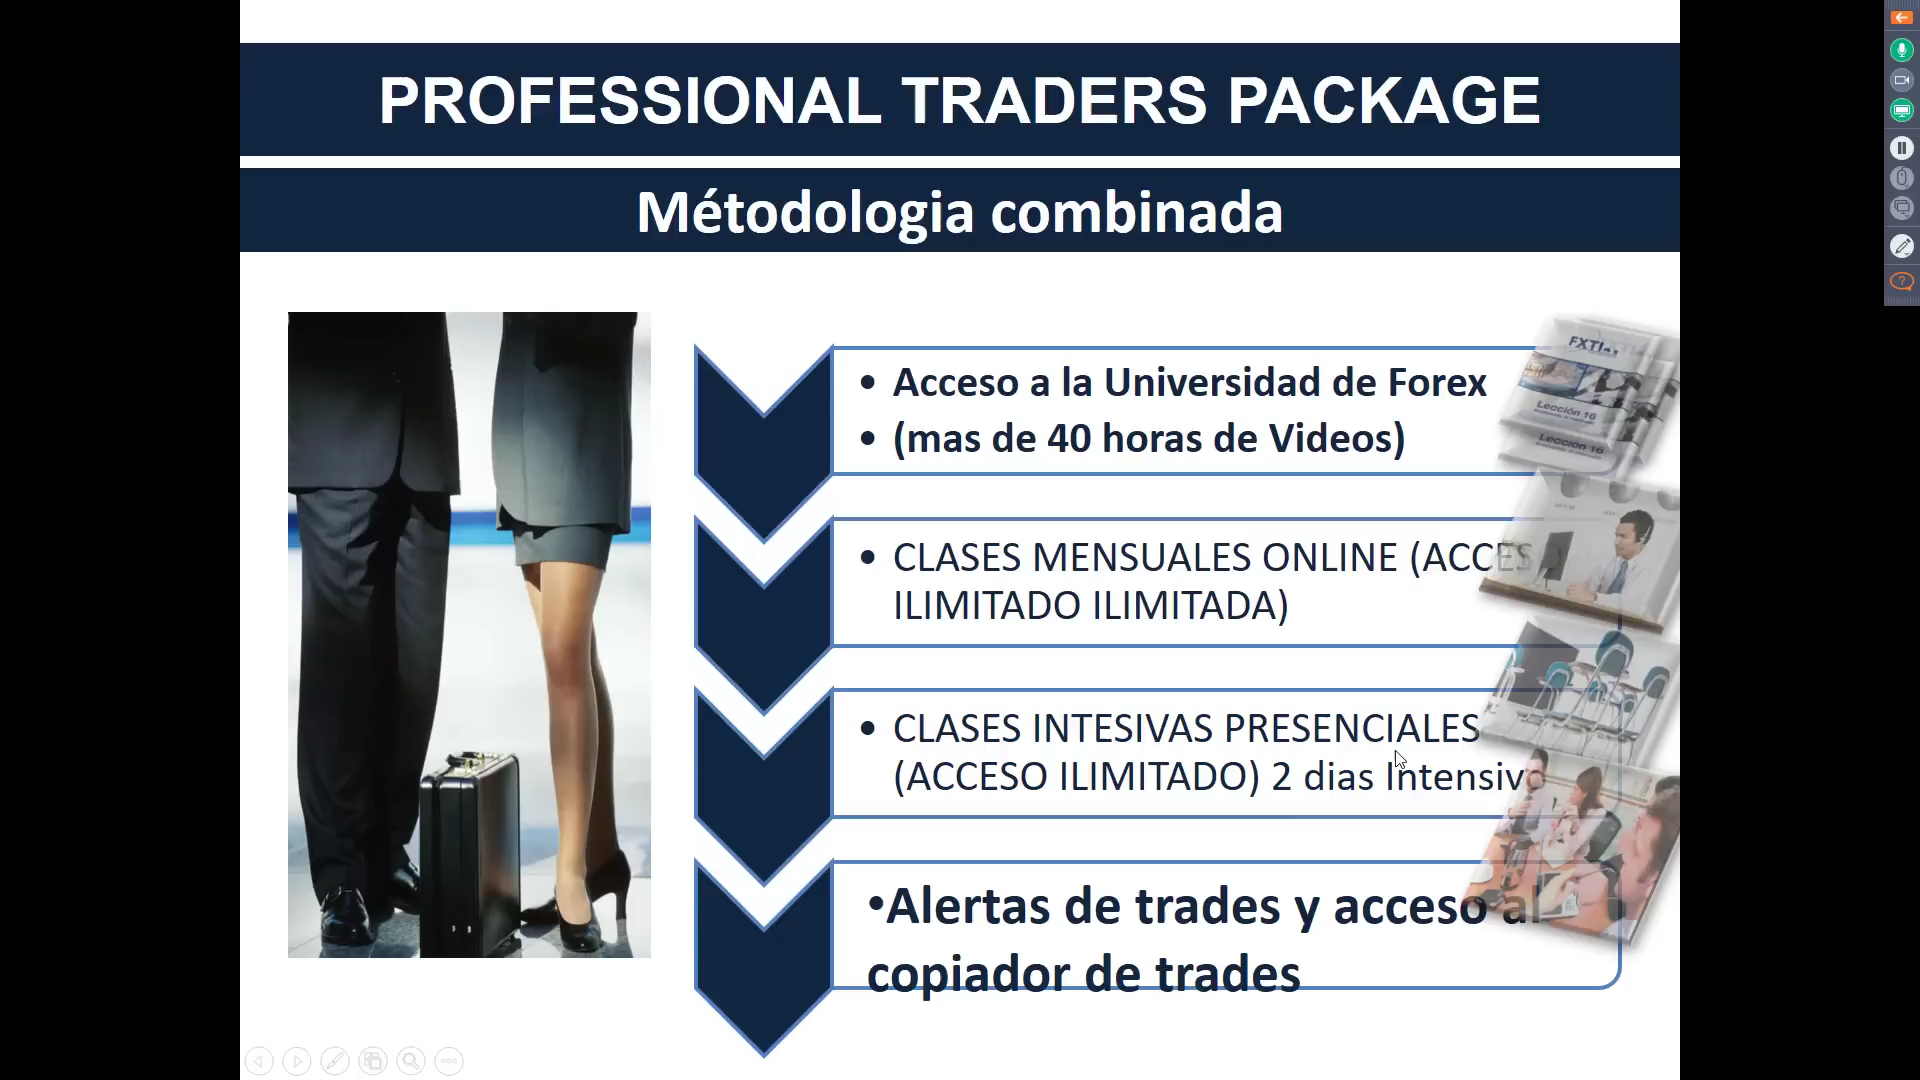 PROFESSIONAL TRADERS PACKAGE
Métodologia combinada
• Acceso a la Universidad de Forex
• (mas de 40 horas de Videos)
• CLASES MENSUALES ONLINE (ACCES
ILIMITADO ILIMITADA)
• CLASES INTESIVAS PRESENCIALES
(ACCESO ILIMITADO) 2 dias Intensiv
•Alertas de trades y acceso al
copiador de trades
Lección 16
Lección 16